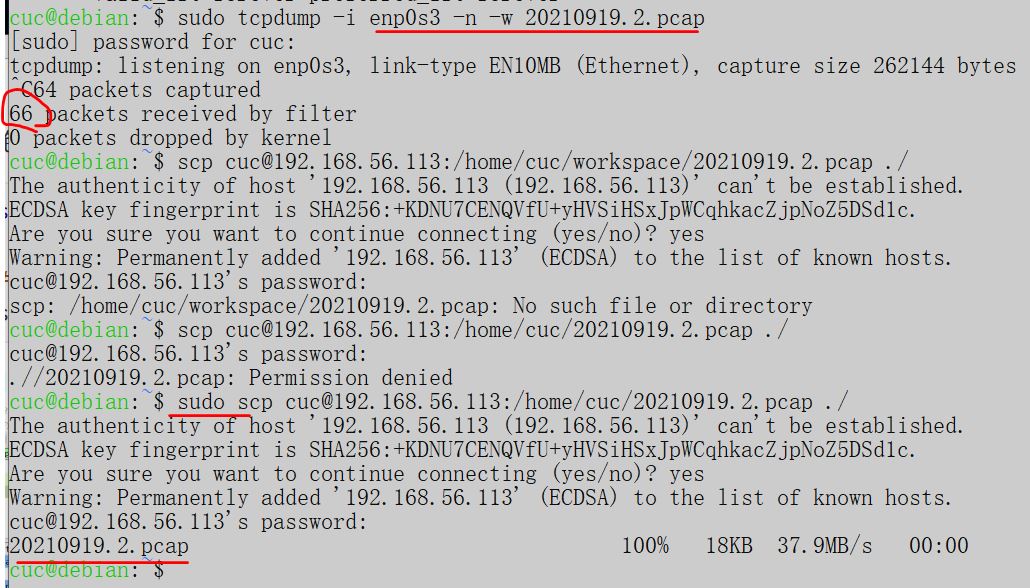 cuc@debian:~$ sudo tcpdump -i enp0s3 -n -w 20210919.2.pcap
[sudo] password for cuc:
tcpdump: listening on enp0s3, link-type EN10MB (Ethernet), capture size 262144 bytes
^C64 packets captured
66 packets received by filter
0 packets dropped by kernel
cuc@debian:~$ scp cuc@192.168.56.113:/home/cuc/workspace/20210919.2.pcap ./
The authenticity of host '192.168.56.113 (192.168.56.113)' can't be established.
ECDSA key fingerprint is SHA256:+KDNU7CENQVfU+yHVSiHSxJpWCqhkacZjpNoZ5DSd1c.
Are you sure you want to continue connecting (yes/no)? yes
Warning: Permanently added '192.168.56.113' (ECDSA) to the list of known hosts.
cuc@192.168.56.113's password:
scp: /home/cuc/workspace/20210919.2.pcap: No such file or directory
cuc@debian:~$ scp cuc@192.168.56.113:/home/cuc/20210919.2.pcap ./
cuc@192.168.56.113's password:
.//20210919.2.pcap: Permission denied
cuc@debian:~$ sudo scp cuc@192.168.56.113:/home/cuc/20210919.2.pcap ./
The authenticity of host '192.168.56.113 (192.168.56.113)' can't be established.
ECDSA key fingerprint is SHA256:+KDNU7CENQVfU+yHVSiHSxJpWCqhkacZjpNoZ5DSd1c.
Are you sure you want to continue connecting (yes/no)? yes
Warning: Permanently added '192.168.56.113' (ECDSA) to the list of known hosts.
cuc@192.168.56.113's password:
20210919.2.pcap 100% 18KB 37.9MB/s 00:00
cuc@debian:~$